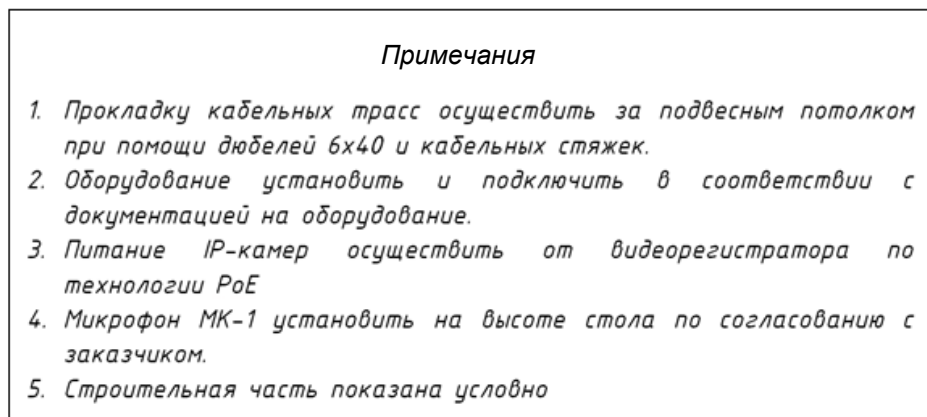 Примечания
1. Прокладку кабельных трасс осуществить за подвесным потолком
при помощи дюбелей 6х40 и кабельных стяжек.
2. Оборудование установить и подключить в соответствии с
документацией на оборудование.
3. Питание IP-камер осуществить от видеорегистратора по
технологии PoE
4. Микрофон МК-1 установить на высоте стола по согласованию с
заказчиком.
5. Строительная часть показана условно